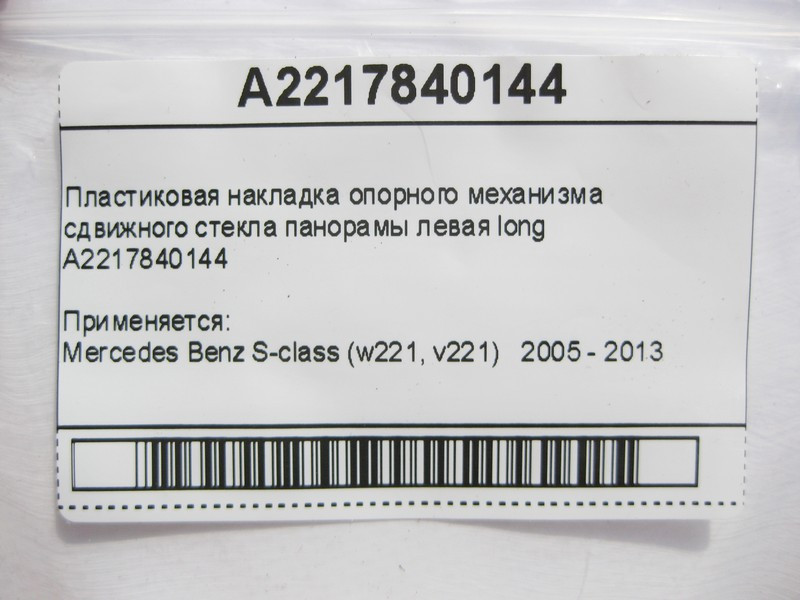 A2217840144
Пластиковая накладка опорного механизма
сдвижного стекла панорамы левая long
A2217840144
Применяется:
Mercedes Benz S-class (w221, v221) 2005 - 2013